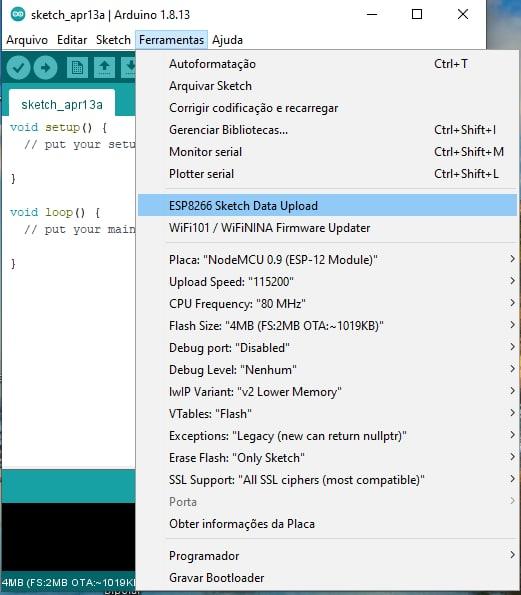 sketch_apr13a | Arduino 1.8.13
Arquivo Editar Sketch Ferramentas Ajuda
Autoformatação Ctrl+T
Arquivar Sketch
Corrigir codificação e recarregar
Gerenciar Bibliotecas... Ctrl+Shift+I
Monitor serial Ctrl+Shift+M
Plotter serial Ctrl+Shift+L
ESP8266 Sketch Data Upload
WiFi101 / WiFiNINA Firmware Updater
Placa: "NodeMCU 0.9 (ESP-12 Module)"
Upload Speed: "115200"
CPU Frequency: "80 MHz"
Flash Size: "4MB (FS:2MB OTA:~1019KB)"
Debug port: "Disabled"
Debug Level: "Nenhum"
lwIP Variant: "v2 Lower Memory"
VTables: "Flash"
Exceptions: "Legacy (new can return nullptr)"
Erase Flash: "Only Sketch"
SSL Support: "All SSL ciphers (most compatible)"
Porta
Obter informações da Placa
Programador
Gravar Bootloader
sketch_apr13a
void setup() {
// put your setu
}
void loop() {
// put your main
}
4MB (FS:2MB OTA:~1019K